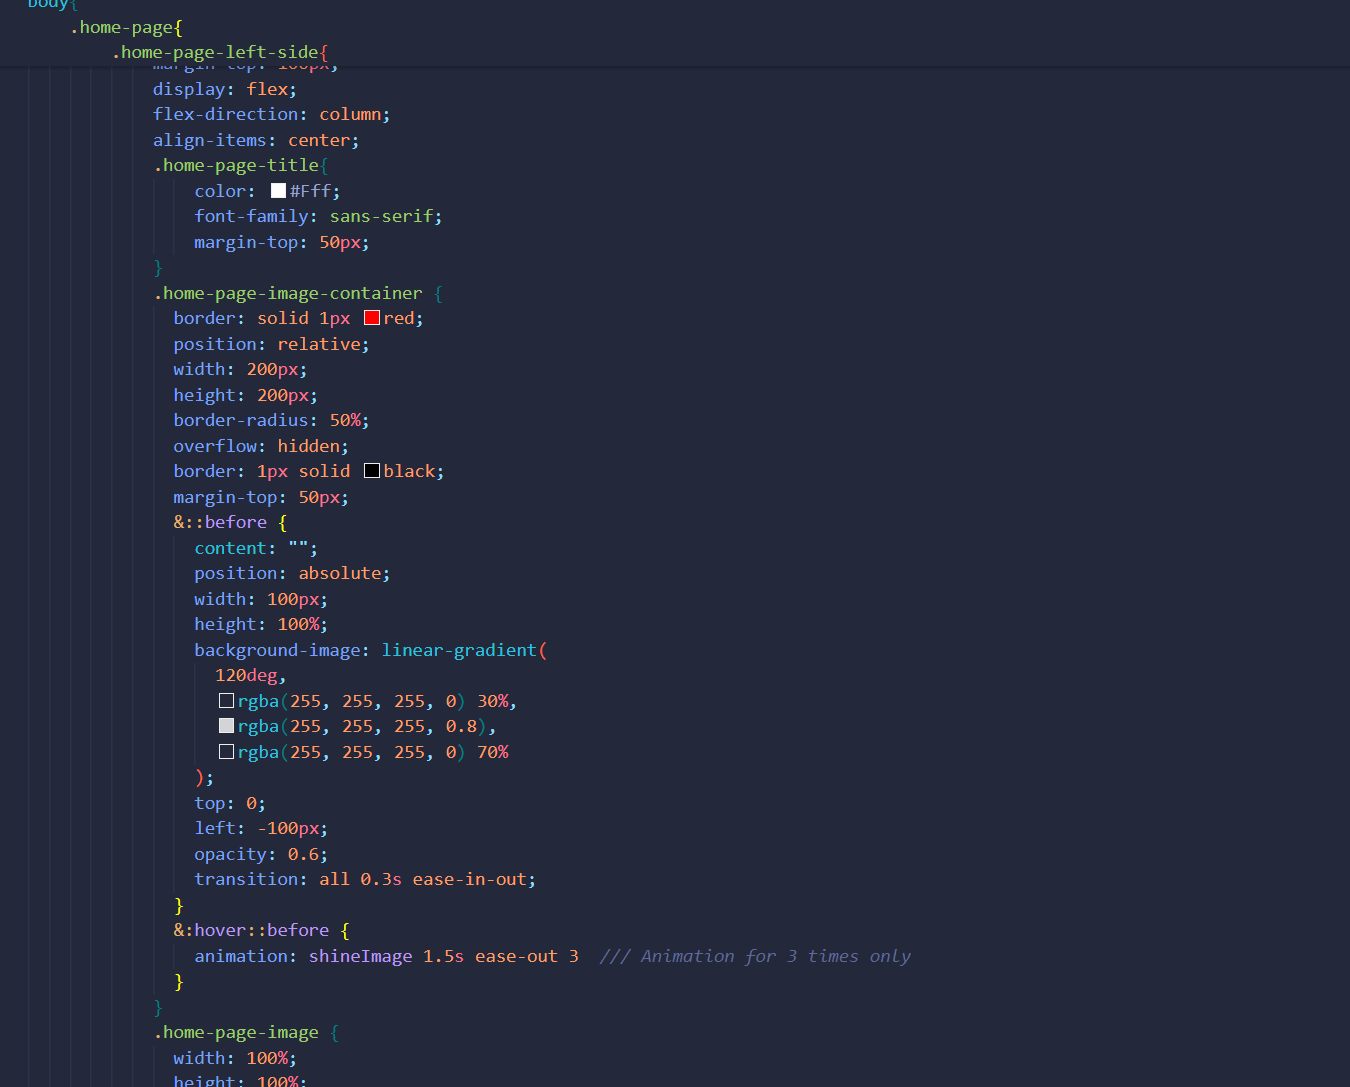 body{
.home-page{
.home-page-left-side{
margin-top: 100px;
display: flex;
flex-direction: column;
align-items: center;
.home-page-title{
color: #Fff;
font-family: sans-serif;
margin-top: 50px;
}
.home-page-image-container {
border: solid 1px red;
position: relative;
width: 200px;
height: 200px;
border-radius: 50%;
overflow: hidden;
border: 1px solid black;
margin-top: 50px;
&::before {
content: "";
position: absolute;
width: 100px;
height: 100%;
background-image: linear-gradient(
120deg,
rgba(255, 255, 255, 0) 30%,
rgba(255, 255, 255, 0.8),
rgba(255, 255, 255, 0) 70%
);
top: 0;
left: -100px;
opacity: 0.6;
transition: all 0.3s ease-in-out;
}
&:hover::before {
animation: shineImage 1.5s ease-out 3  /// Animation for 3 times only
}
}
.home-page-image {
width: 100%;
height: 100%;